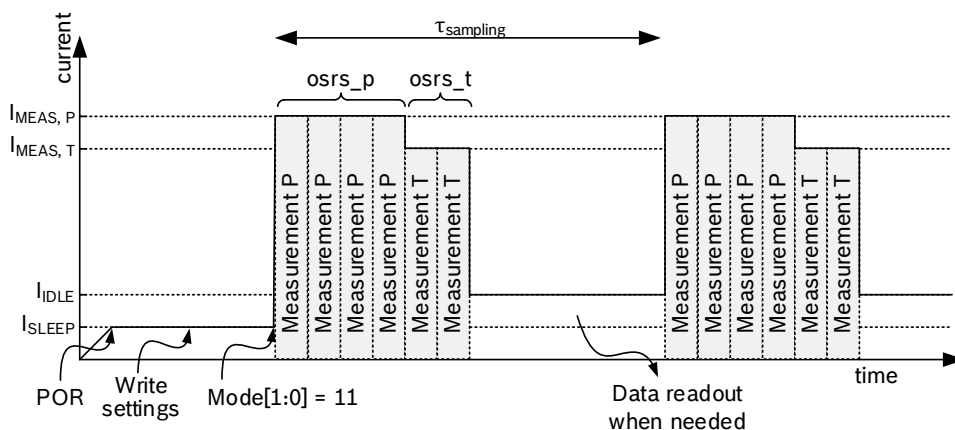 τsampling
current
osrs_p
osrs_t
IMEAS, P
IMEAS, T
IIDLE
ISLEEP
Measurement P
Measurement P
Measurement P
Measurement P
Measurement T
Measurement T
Measurement P
Measurement P
Measurement P
Measurement P
Measurement T
Measurement T
time
POR
Write
settings
Mode[1:0] = 11
Data readout
when needed